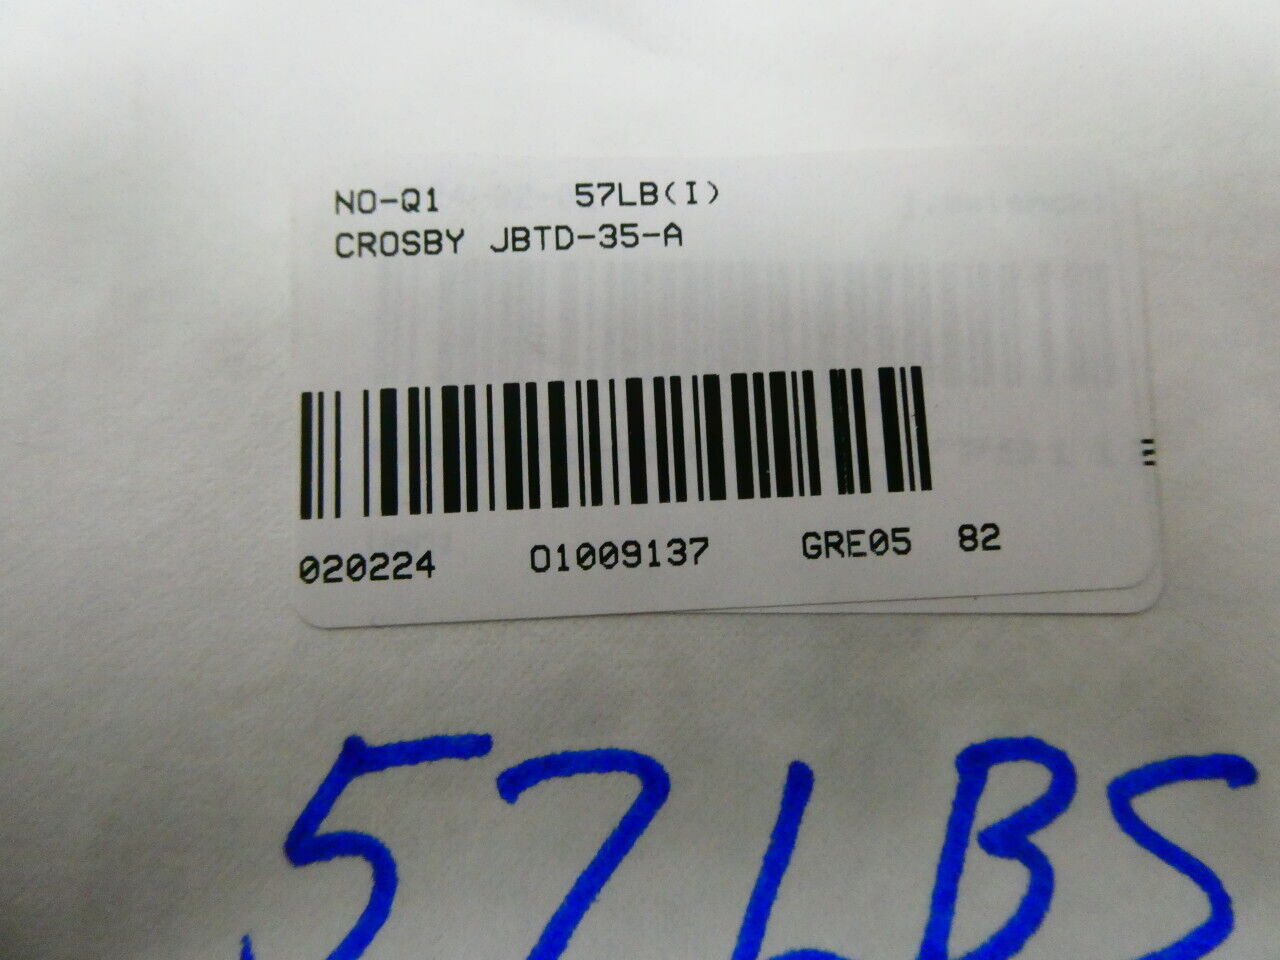 NO-Q1 57LB(I)
CROSBY JBTD-35-A
020224 01009137 GRE05 82
57LBS